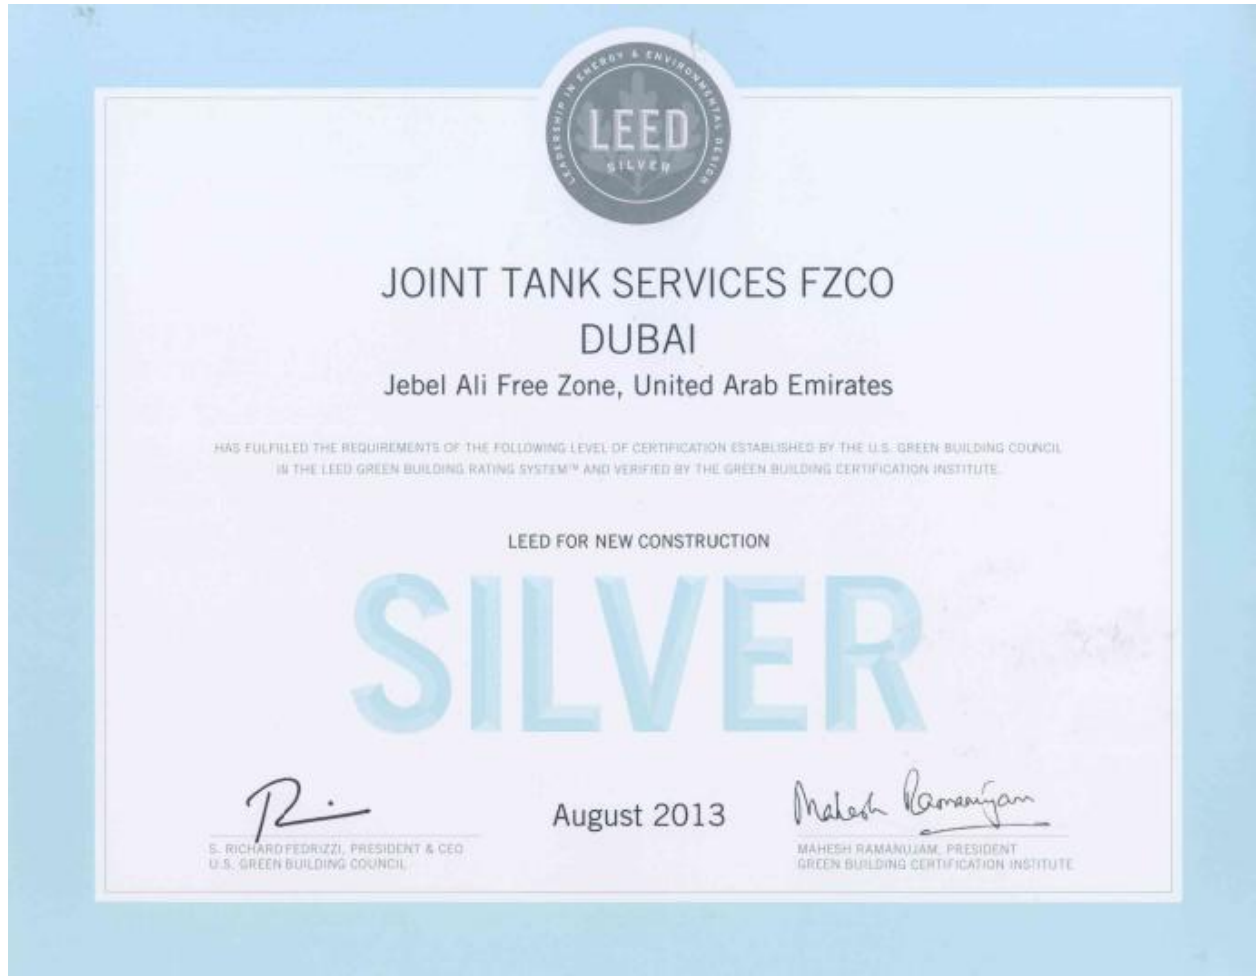 LEADERSHIP IN ENERGY & ENVIRONMENTAL DESIGN
LEED
SILVER
JOINT TANK SERVICES FZCO
DUBAI
Jebel Ali Free Zone, United Arab Emirates
HAS FULFILLED THE REQUIREMENTS OF THE FOLLOWING LEVEL OF CERTIFICATION ESTABLISHED BY THE U.S. GREEN BUILDING COUNCIL
IN THE LEED GREEN BUILDING RATING SYSTEM™ AND VERIFIED BY THE GREEN BUILDING CERTIFICATION INSTITUTE.
LEED FOR NEW CONSTRUCTION
SILVER
August 2013
Mahesh Ramanujam
S. RICHARD FEDRIZZI, PRESIDENT & CEO
U.S. GREEN BUILDING COUNCIL
MAHESH RAMANUJAM, PRESIDENT
GREEN BUILDING CERTIFICATION INSTITUTE